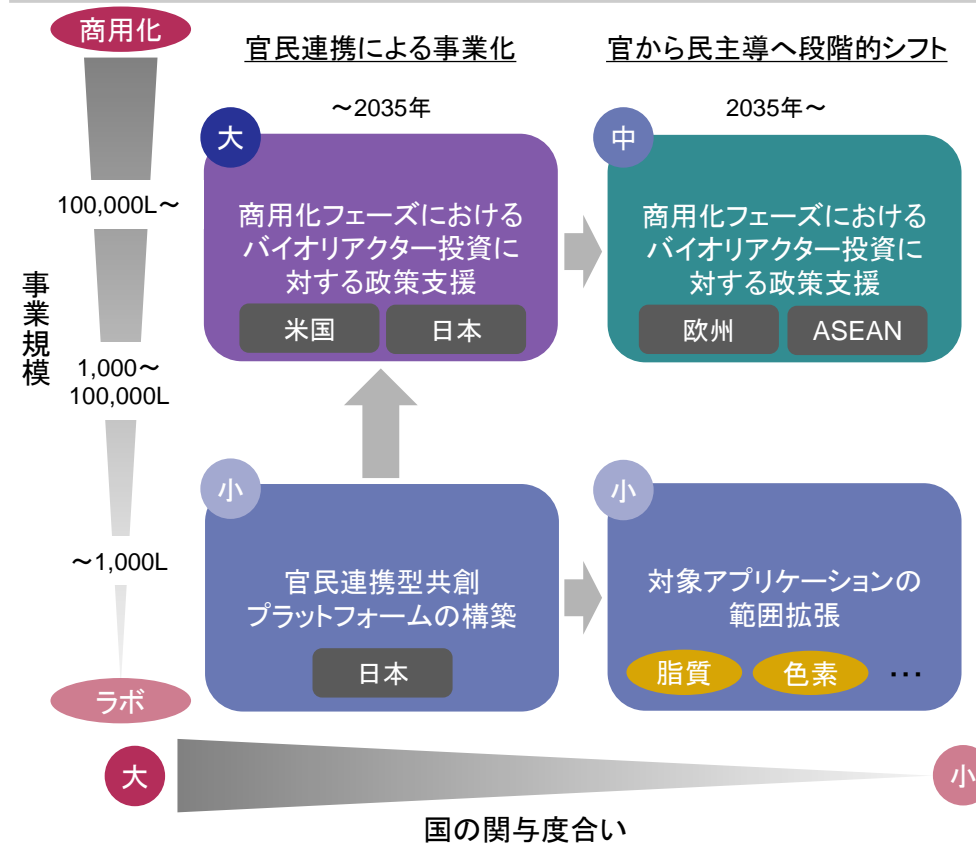 商用化
官民連携による事業化
官から民主導へ段階的シフト
～2035年
2035年～
大
中
100,000L～
商用化フェーズにおける
バイオリアクター投資に
対する政策支援
米国
日本
商用化フェーズにおける
バイオリアクター投資に
対する政策支援
欧州
ASEAN
事業規模
1,000～
100,000L
小
小
～1,000L
官民連携型共創
プラットフォームの構築
日本
対象アプリケーションの
範囲拡張
脂質
色素
…
ラボ
大
小
国の関与度合い